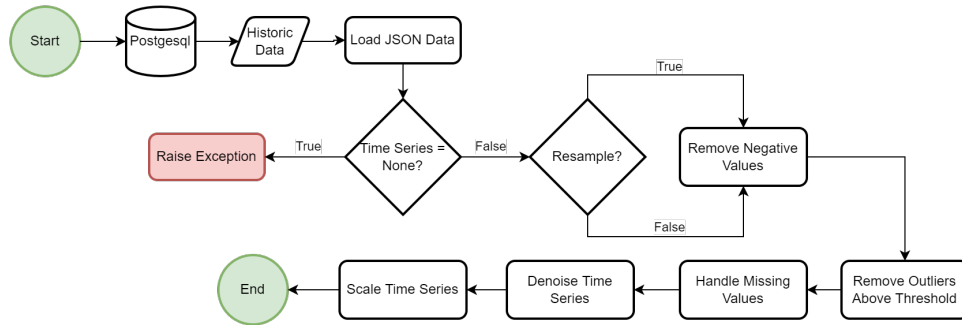 Start
Postgesql
Historic
Data
Load JSON Data
True
Raise Exception
True
Time Series =
None?
False
Resample?
Remove Negative
Values
False
End
Scale Time Series
Denoise Time
Series
Handle Missing
Values
Remove Outliers
Above Threshold